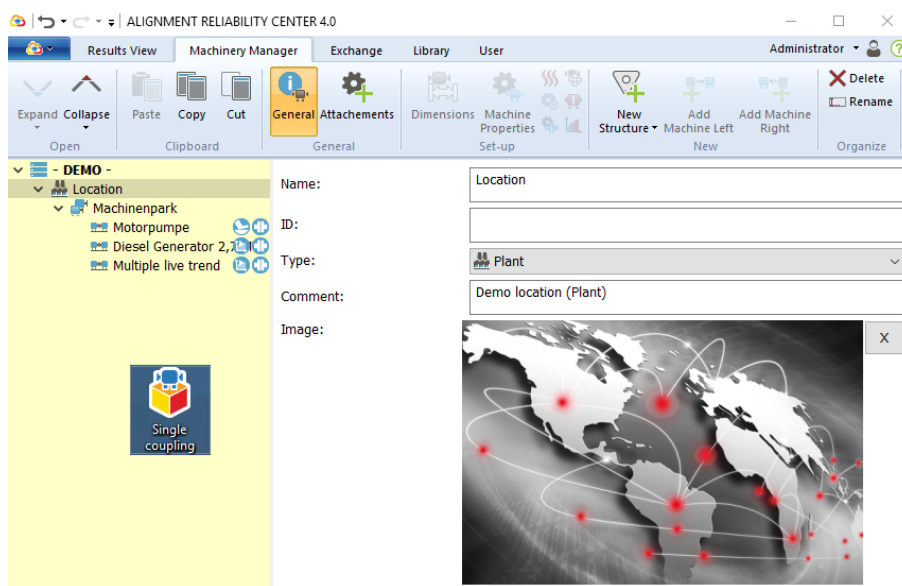 ALIGNMENT RELIABILITY CENTER 4.0
Results View Machinery Manager Exchange Library User Administrator
Expand Collapse Paste Copy Cut General Attachements Dimensions Machine Properties New Structure Add Machine Left Add Machine Right Delete
Rename
Open Clipboard General Set-up New Organize
- DEMO -
Location
Machinenpark
Motorpumpe
Diesel Generator 2,7
Multiple live trend
Single
coupling
Name: Location
ID:
Type: Plant
Comment: Demo location (Plant)
Image: X